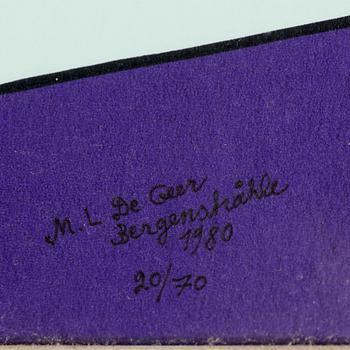 M. L De Geer
Bergenstråhle
1980
20/70